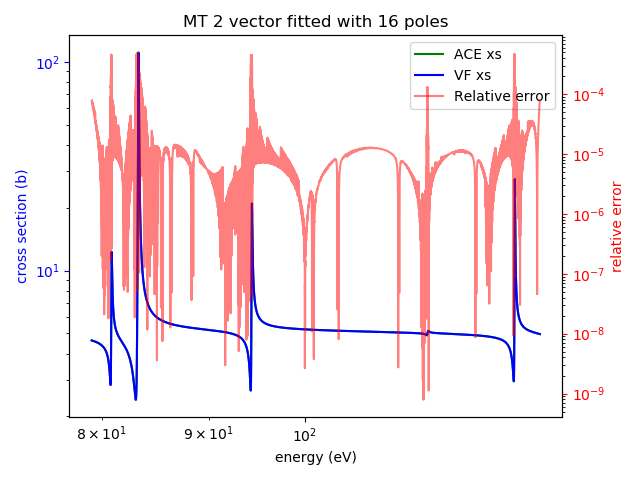 MT 2 vector fitted with 16 poles
ACE xs
VF xs
Relative error
10²
10¹
cross section (b)
10⁻⁴
10⁻⁵
10⁻⁶
10⁻⁷
10⁻⁸
10⁻⁹
relative error
8 × 10¹
9 × 10¹
10²
energy (eV)